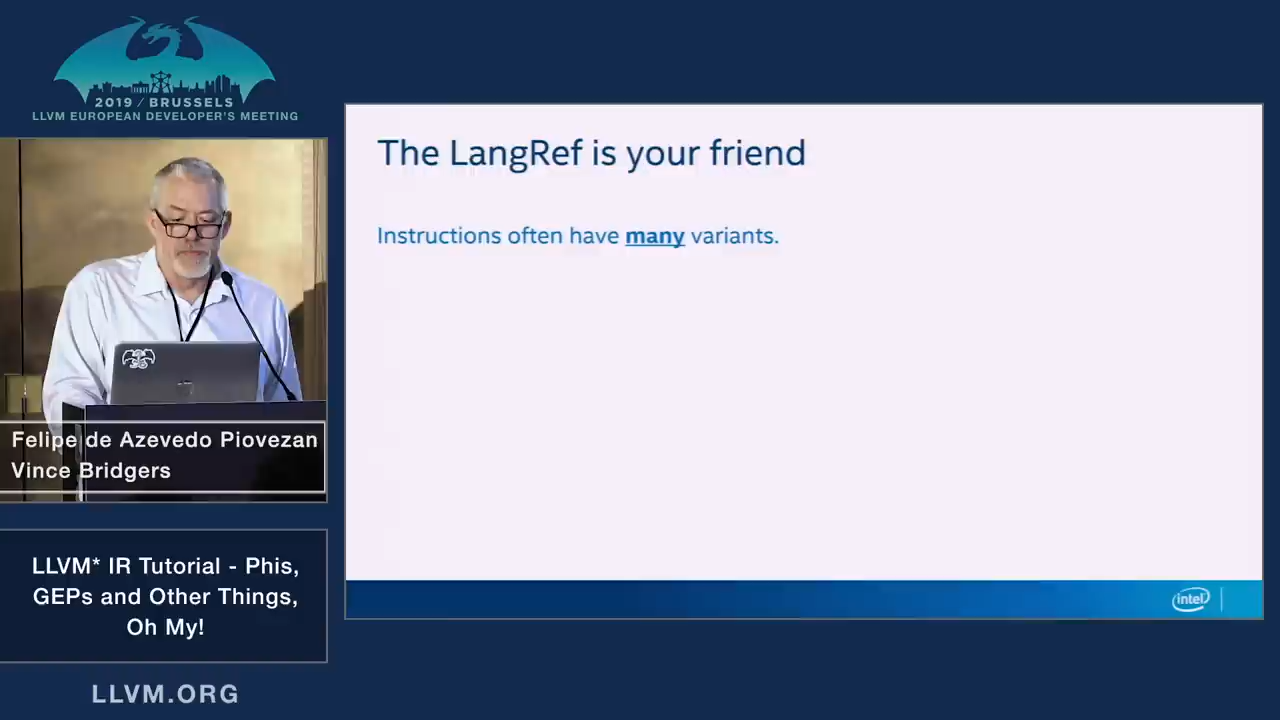 2019 / BRUSSELS
LLVM EUROPEAN DEVELOPER'S MEETING
The LangRef is your friend
Instructions often have many variants.
Felipe de Azevedo Piovezan
Vince Bridgers
LLVM* IR Tutorial - Phis,
GEPs and Other Things,
Oh My!
LLVM.ORG
intel